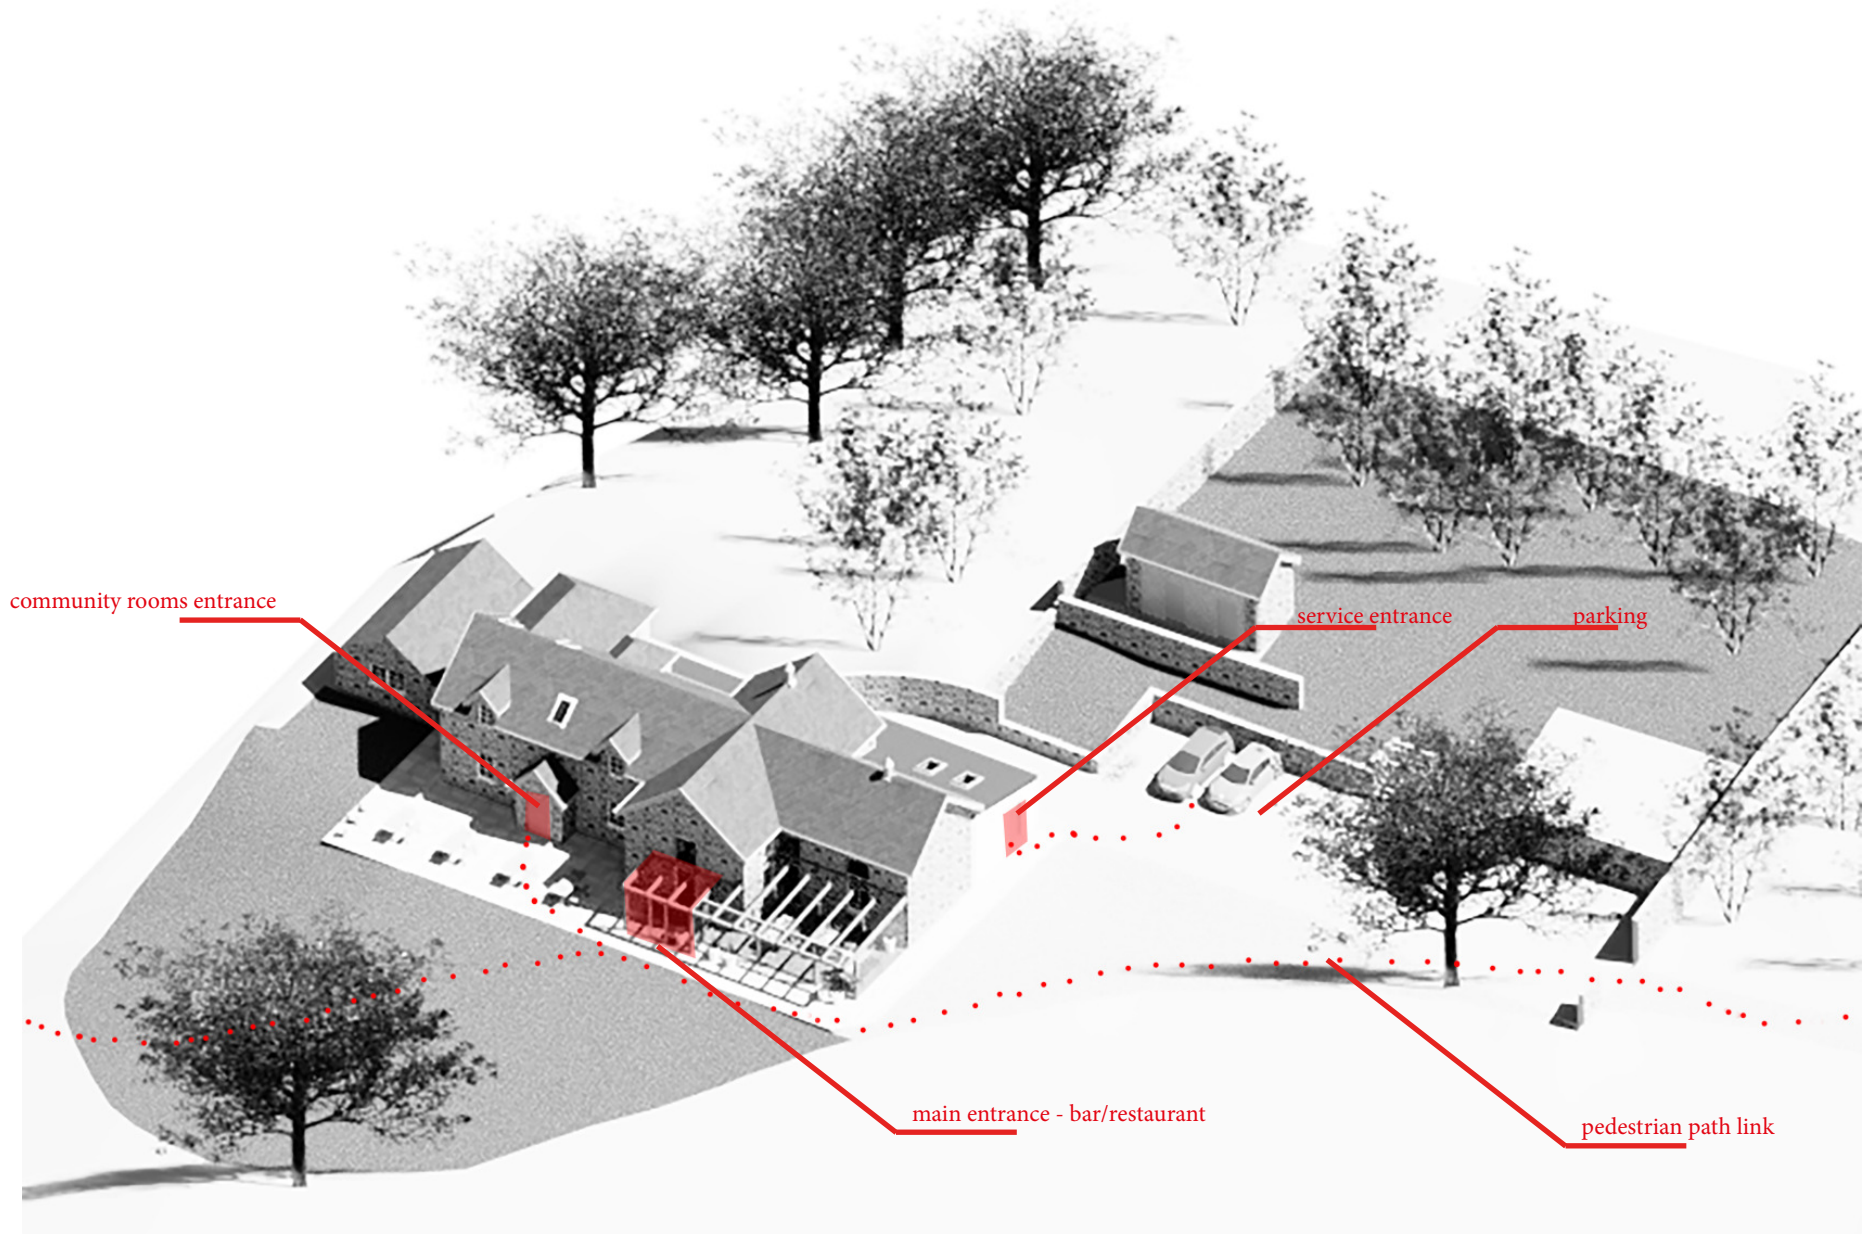 community rooms entrance
service entrance
parking
main entrance - bar/restaurant
pedestrian path link